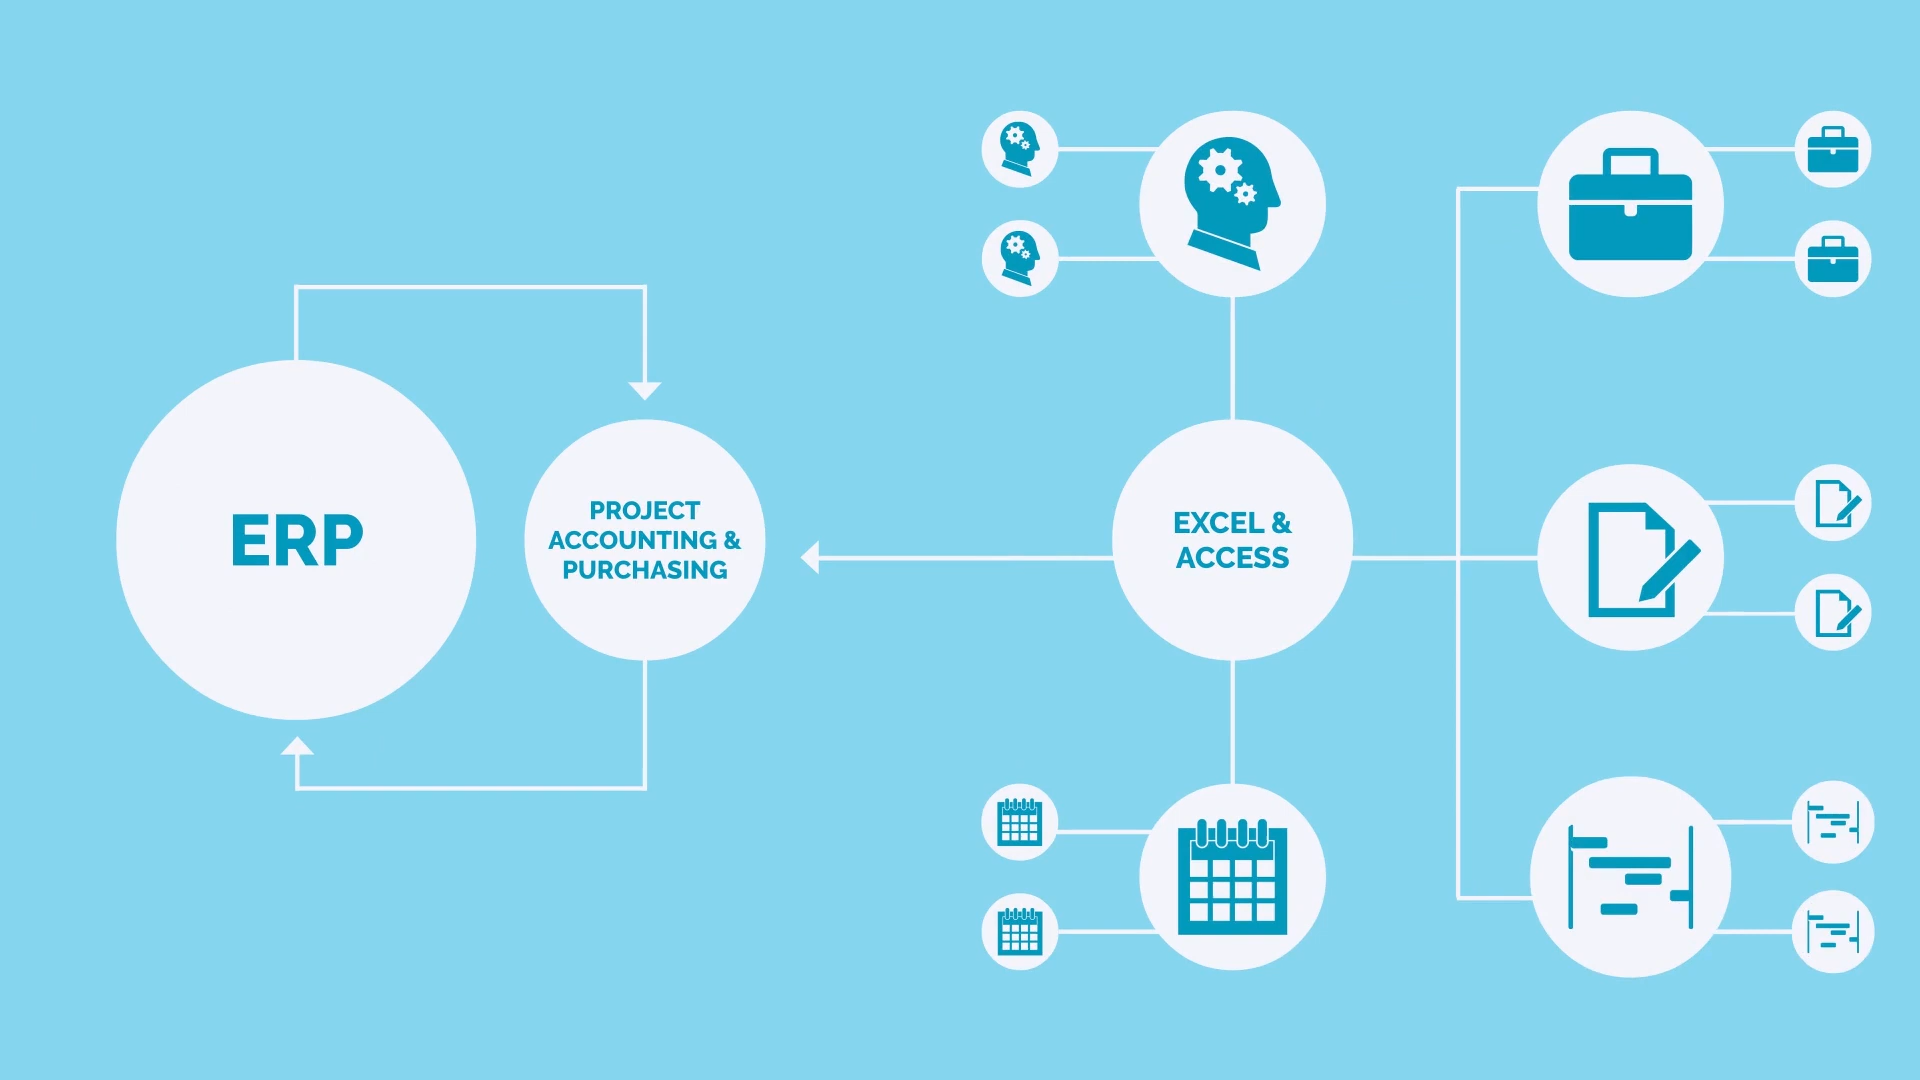 ERP
PROJECT
ACCOUNTING &
PURCHASING
EXCEL &
ACCESS